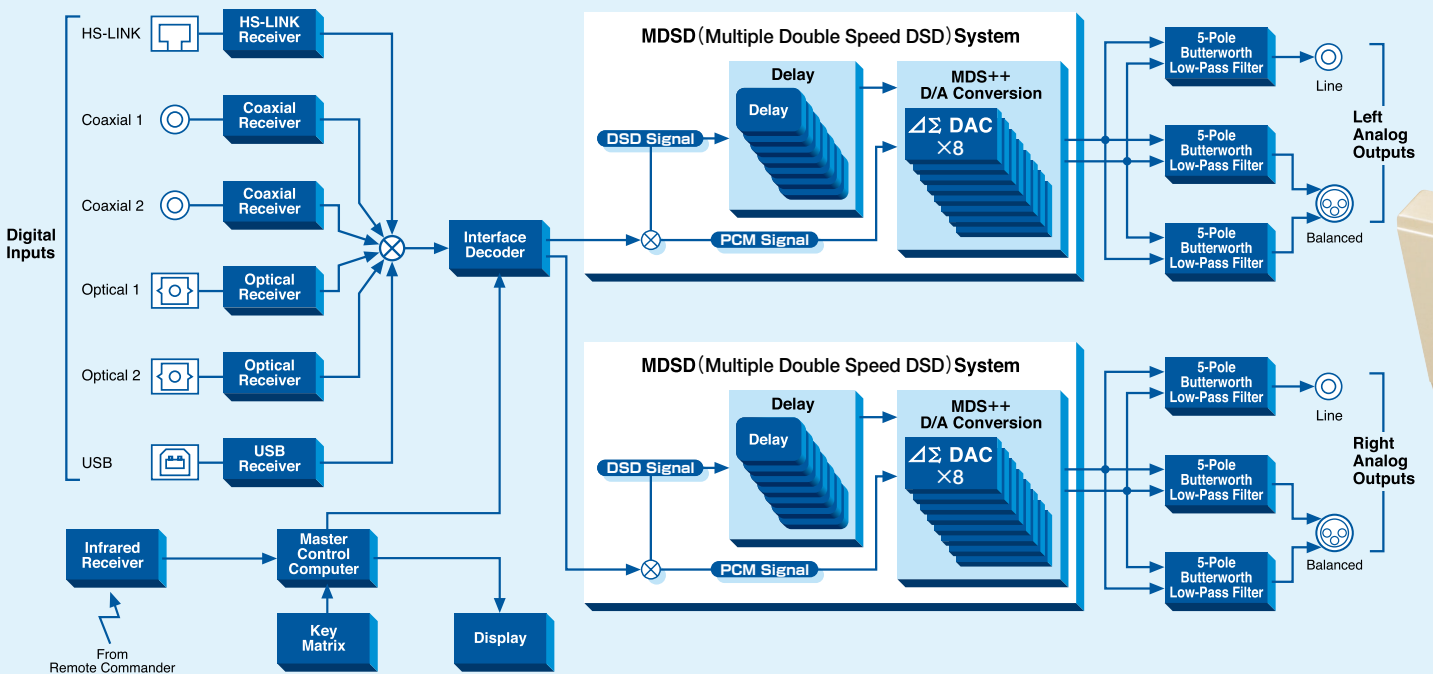 Digital
Inputs
HS-LINK
HS-LINK
Receiver
Coaxial 1
Coaxial
Receiver
Coaxial 2
Coaxial
Receiver
Optical 1
Optical
Receiver
Optical 2
Optical
Receiver
USB
USB
Receiver
Interface
Decoder
Infrared
Receiver
From
Remote Commander
Master
Control
Computer
Key
Matrix
Display
MDSD (Multiple Double Speed DSD) System
DSD Signal
PCM Signal
Delay
Delay
MDS++
D/A Conversion
ΔΣ DAC
×8
5-Pole
Butterworth
Low-Pass Filter
Line
5-Pole
Butterworth
Low-Pass Filter
5-Pole
Butterworth
Low-Pass Filter
Balanced
Left
Analog
Outputs
MDSD (Multiple Double Speed DSD) System
DSD Signal
PCM Signal
Delay
Delay
MDS++
D/A Conversion
ΔΣ DAC
×8
5-Pole
Butterworth
Low-Pass Filter
Line
5-Pole
Butterworth
Low-Pass Filter
5-Pole
Butterworth
Low-Pass Filter
Balanced
Right
Analog
Outputs